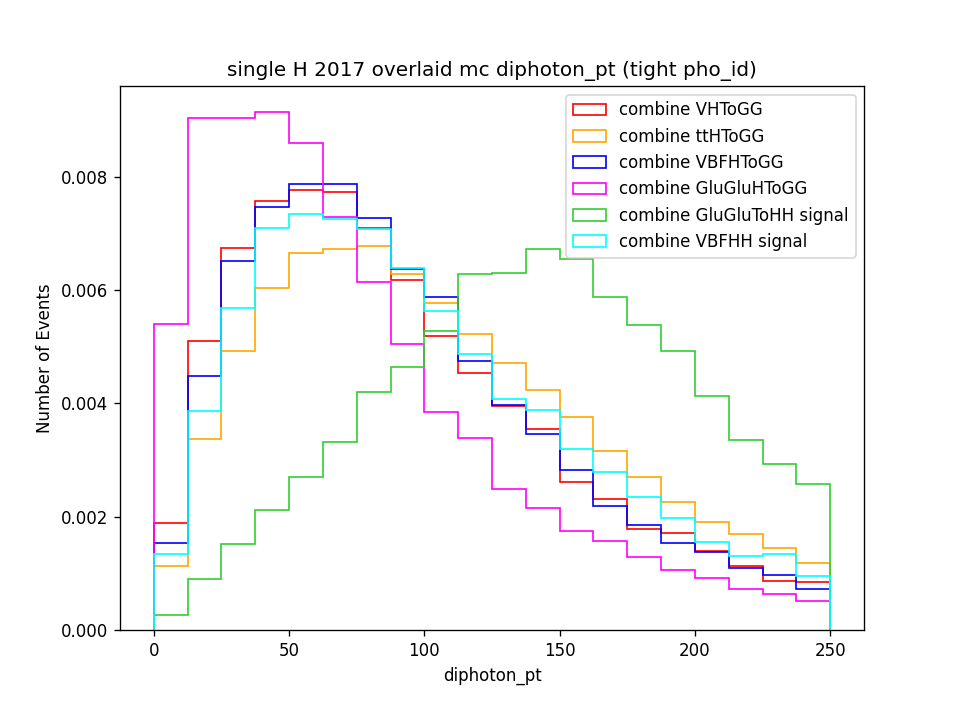 single H 2017 overlaid mc diphoton_pt (tight pho_id)
combine VHToGG
combine ttHToGG
combine VBFHToGG
combine GluGluHToGG
combine GluGluToHH signal
combine VBFHH signal
Number of Events
0.008
0.006
0.004
0.002
0.000
0 50 100 150 200 250
diphoton_pt